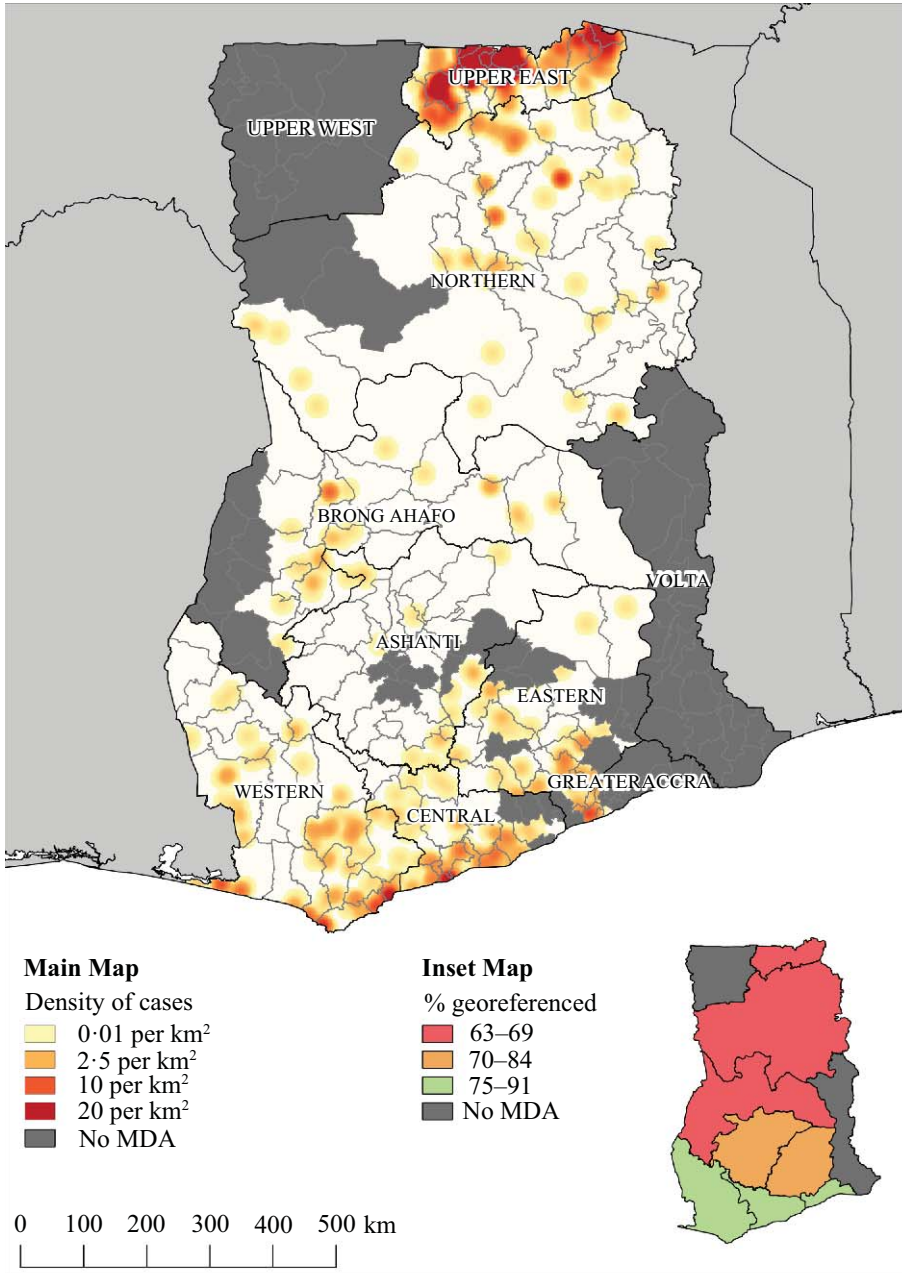 UPPER EAST
UPPER WEST
NORTHERN
BRONG AHAFO
VOLTA
ASHANTI
EASTERN
GREATERACCRA
WESTERN
CENTRAL
Main Map
Density of cases
0·01 per km²
2·5 per km²
10 per km²
20 per km²
No MDA
Inset Map
% georeferenced
63–69
70–84
75–91
No MDA
0 100 200 300 400 500 km